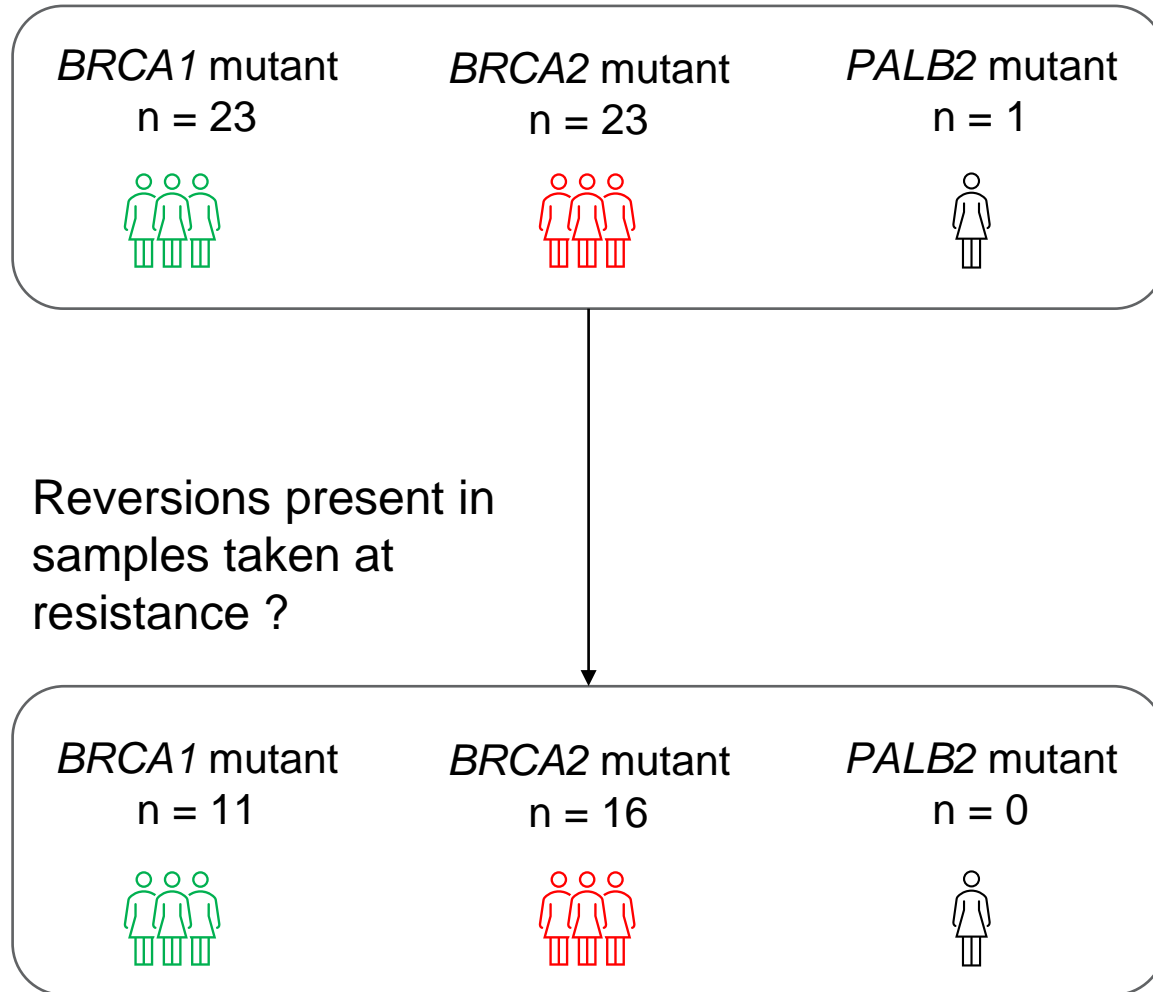 BRCA1 mutant
n = 23
BRCA2 mutant
n = 23
PALB2 mutant
n = 1
Reversions present in
samples taken at
resistance ?
BRCA1 mutant
n = 11
BRCA2 mutant
n = 16
PALB2 mutant
n = 0